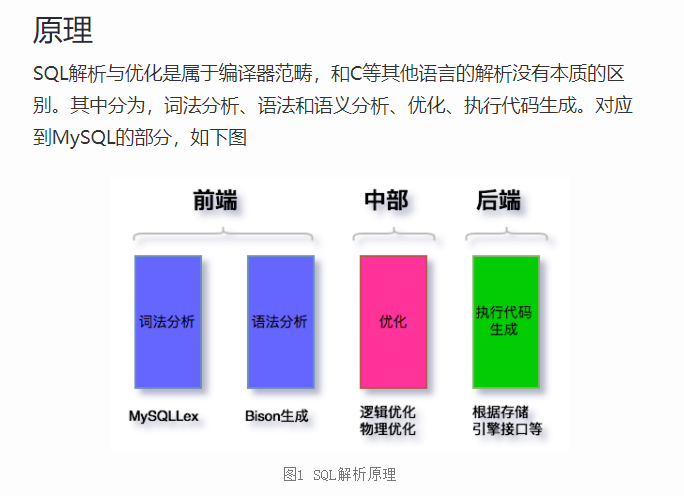 原理
SQL解析与优化是属于编译器范畴，和C等其他语言的解析没有本质的区
别。其中分为，词法分析、语法和语义分析、优化、执行代码生成。对应
到MySQL的部分，如下图
前端 中部 后端
词法分析 语法分析 优化 执行代码
生成
MySQLLex Bison生成 逻辑优化 根据存储
物理优化 引擎接口等
图1 SQL解析原理